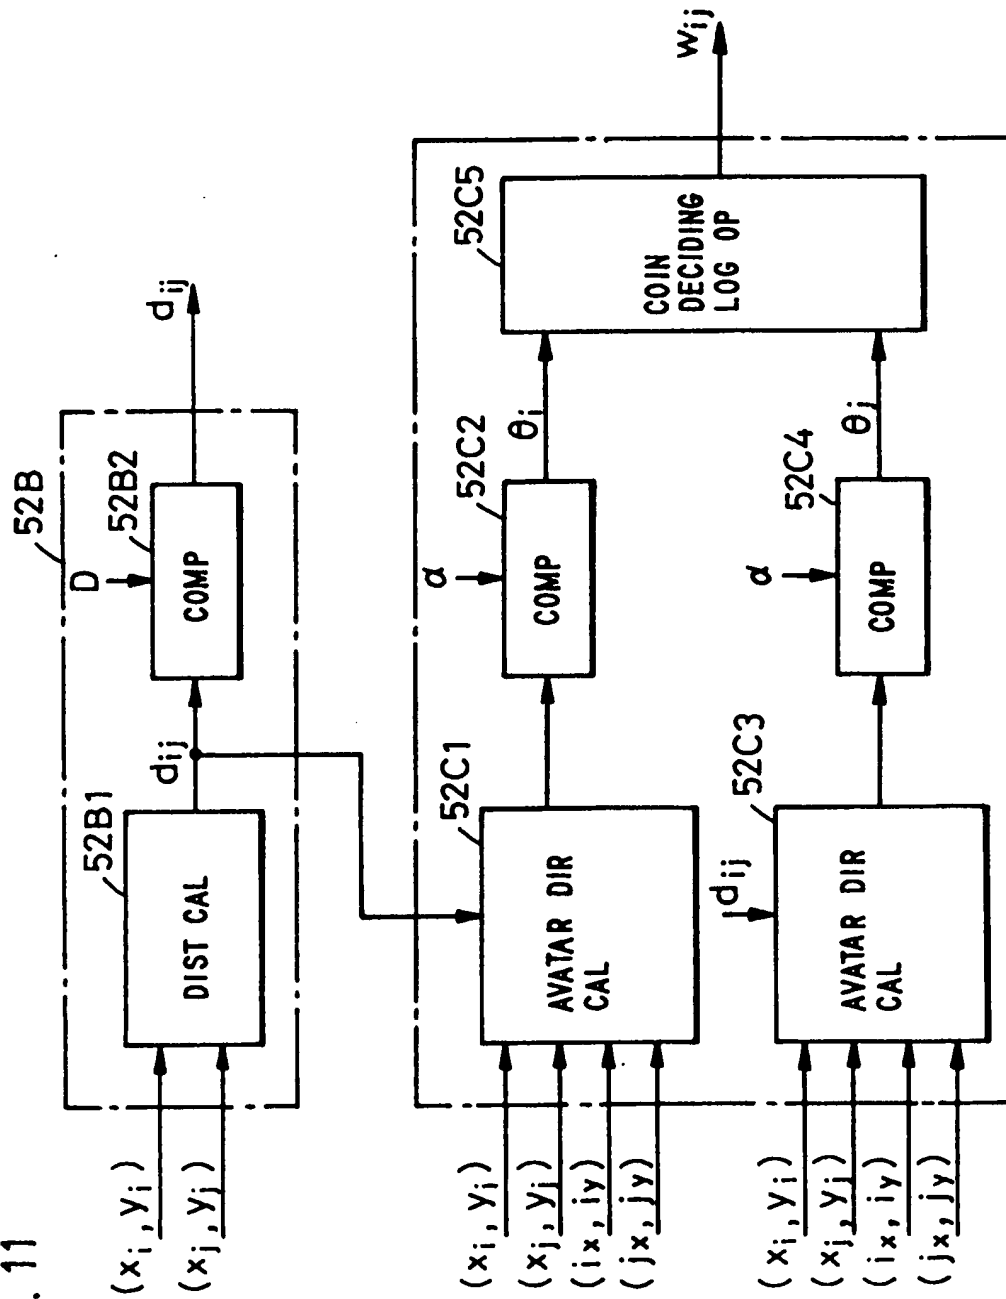 . 11
52B
D
52B1
52B2
(xi, yi)
(xj, yj)
DIST CAL
dij
COMP
dij
52C1
52C2
52C5
α
(xi, yi)
(xj, yj)
(ix, iy)
(jx, jy)
AVATAR DIR
CAL
COMP
θi
COIN
DECIDING
LOG OP
wij
52C3
52C4
dij
α
(xi, yi)
(xj, yj)
(ix, iy)
(jx, jy)
AVATAR DIR
CAL
COMP
θj